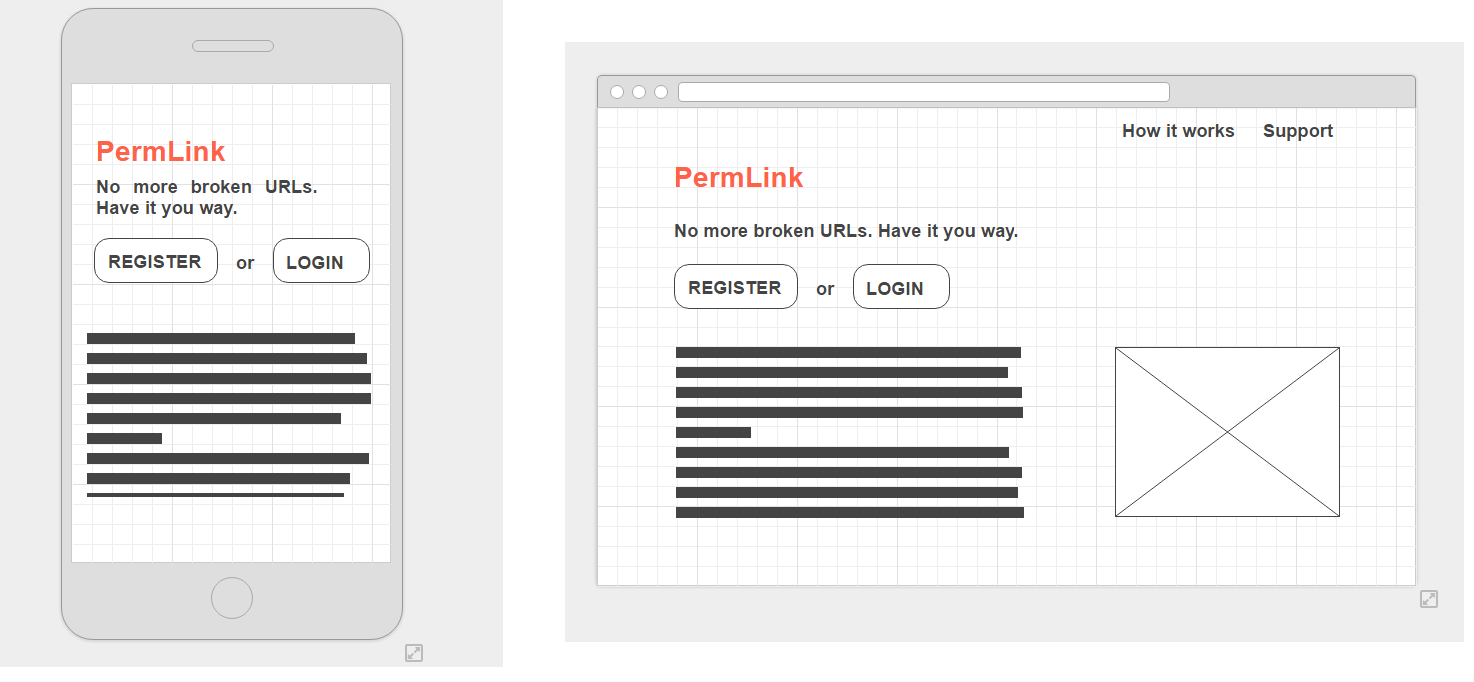 PermLink
No more broken URLs.
Have it you way.
REGISTER or LOGIN
How it works Support
PermLink
No more broken URLs. Have it you way.
REGISTER or LOGIN